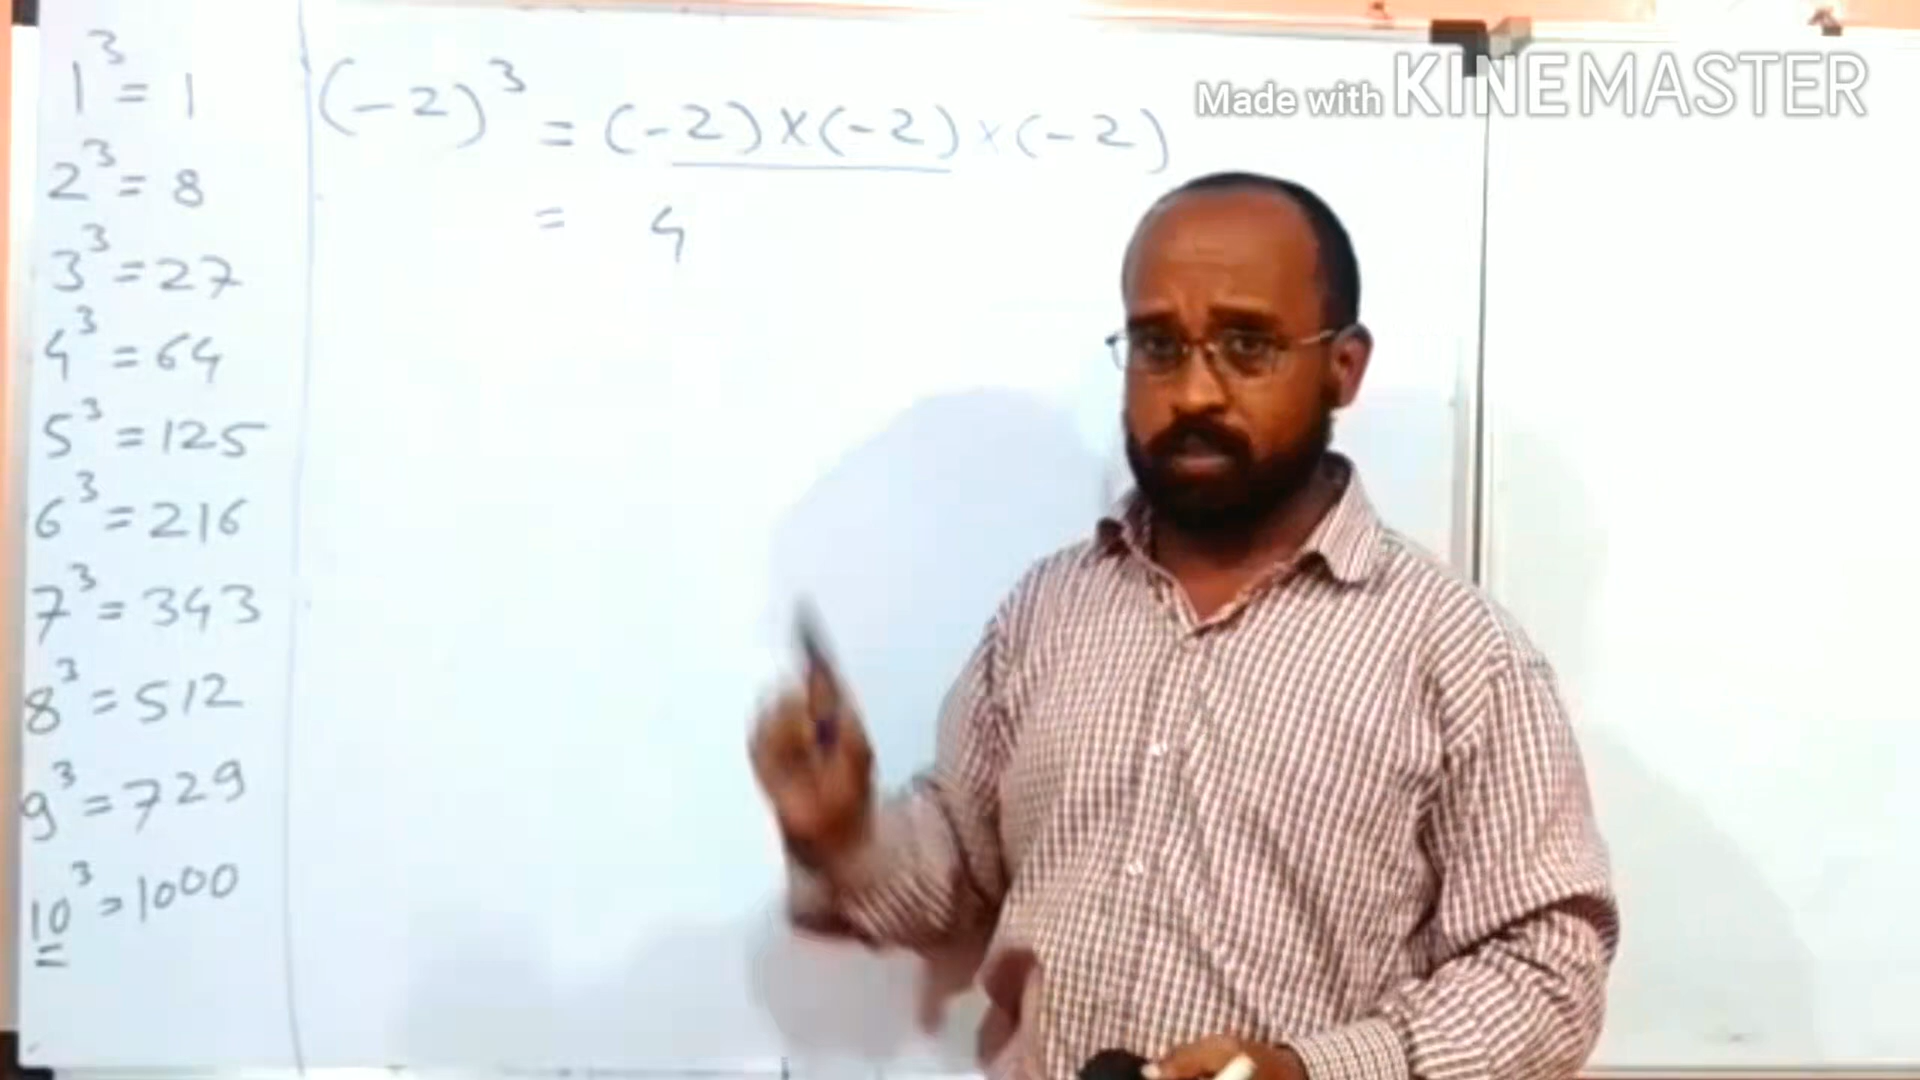 1³ = 1
2³ = 8
3³ = 27
4³ = 64
5³ = 125
6³ = 216
7³ = 343
8³ = 512
9³ = 729
10³ = 1000
(-2)³ = (-2)×(-2)×(-2)
= 4
Made with KINEMASTER